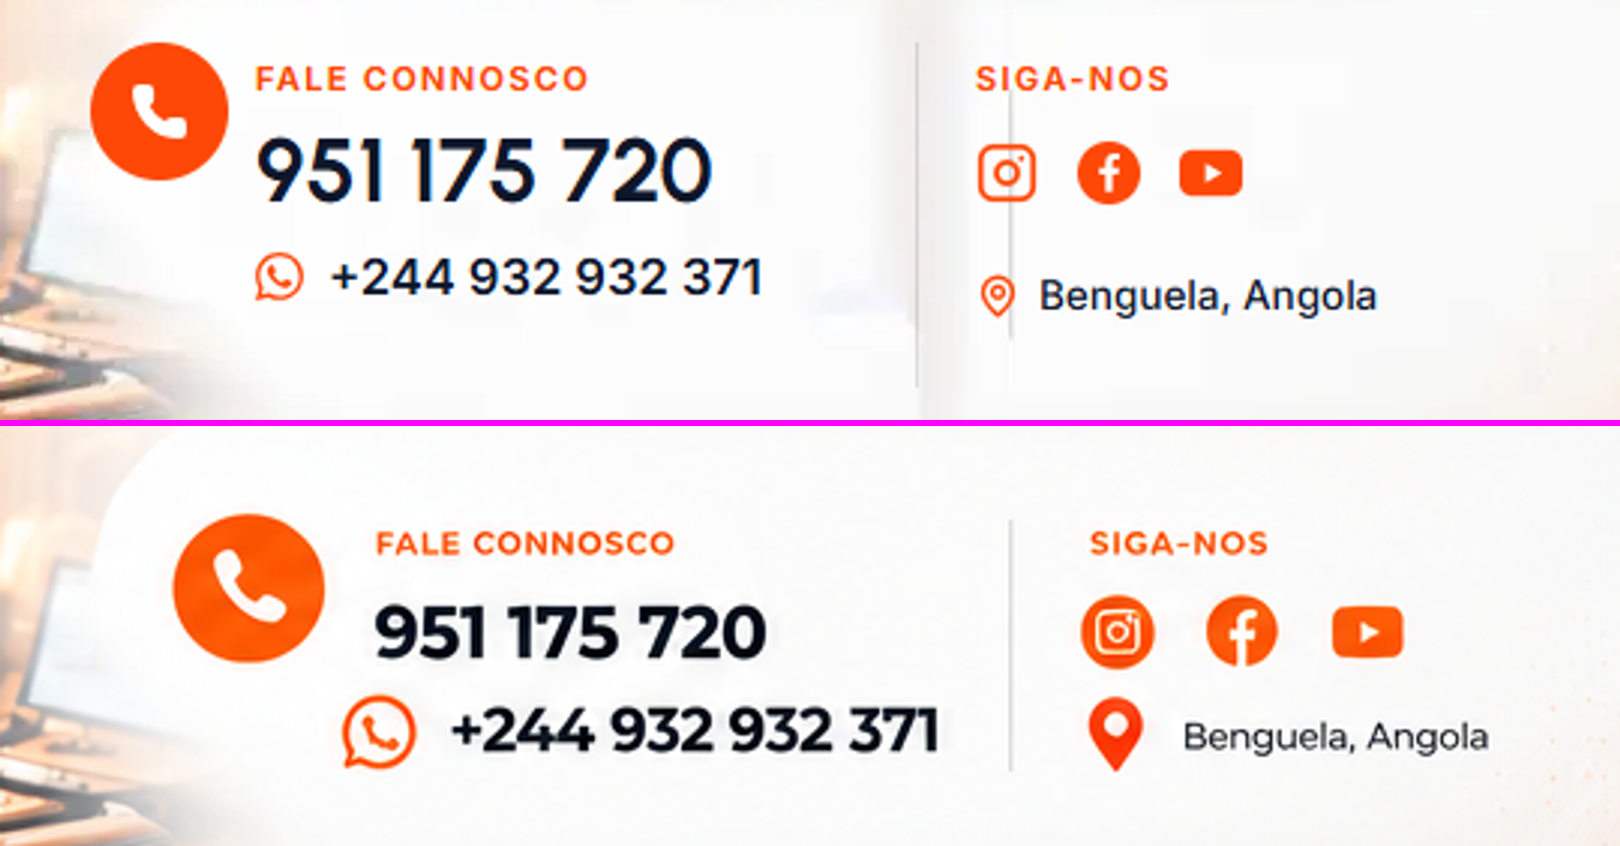 FALE CONNOSCO
951 175 720
+244 932 932 371
SIGA-NOS
Benguela, Angola
FALE CONNOSCO
951 175 720
+244 932 932 371
SIGA-NOS
Benguela, Angola